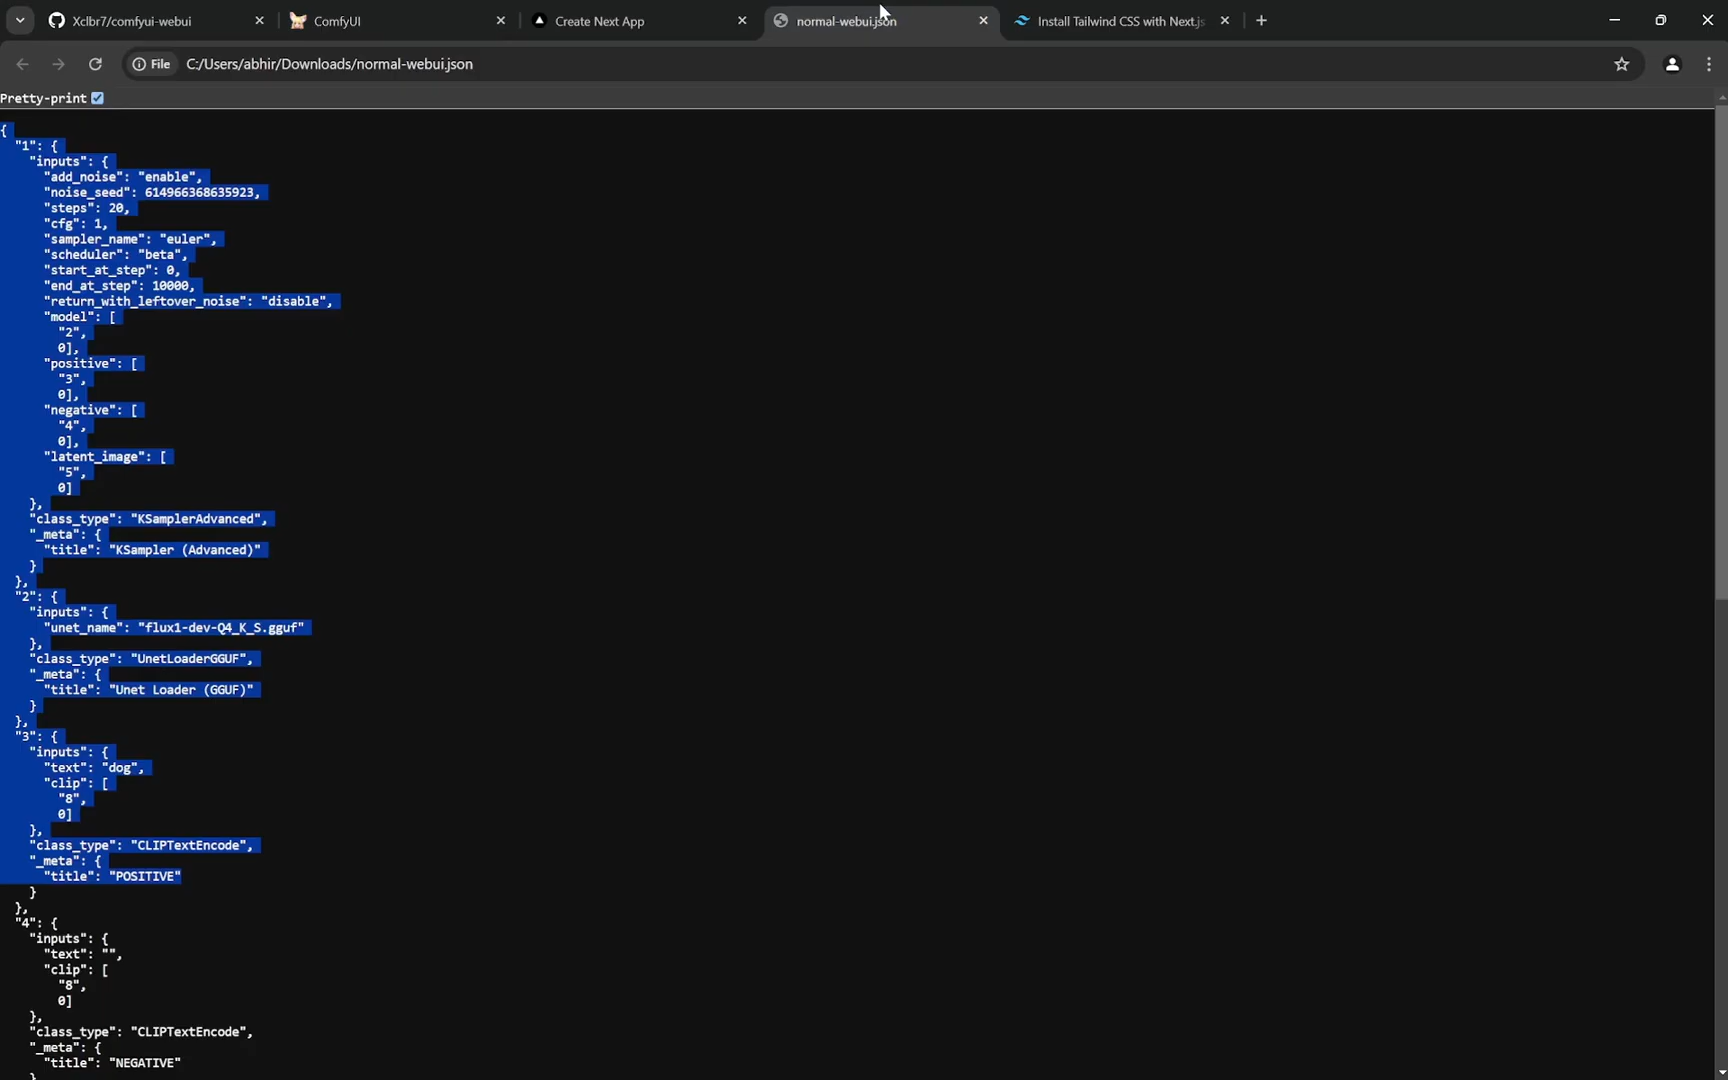 Xclbr7/comfyui-webui
ComfyUI
Create Next App
normal-webui.json
Install Tailwind CSS with Next.js
File
C:/Users/abhir/Downloads/normal-webui.json
Pretty-print
{
"1": {
"inputs": {
"add_noise": "enable",
"noise_seed": 614966368635923,
"steps": 20,
"cfg": 1,
"sampler_name": "euler",
"scheduler": "beta",
"start_at_step": 0,
"end_at_step": 10000,
"return_with_leftover_noise": "disable",
"model": [
"2",
0],
"positive": [
"3",
0],
"negative": [
"4",
0],
"latent_image": [
"5",
0]
},
"class_type": "KSamplerAdvanced",
"_meta": {
"title": "KSampler (Advanced)"
}
},
"2": {
"inputs": {
"unet_name": "flux1-dev-Q4_K_S.gguf"
},
"class_type": "UnetLoaderGGUF",
"_meta": {
"title": "Unet Loader (GGUF)"
}
},
"3": {
"inputs": {
"text": "dog",
"clip": [
"8",
0]
},
"class_type": "CLIPTextEncode",
"_meta": {
"title": "POSITIVE"
}
},
"4": {
"inputs": {
"text": "",
"clip": [
"8",
0]
},
"class_type": "CLIPTextEncode",
"_meta": {
"title": "NEGATIVE"
}